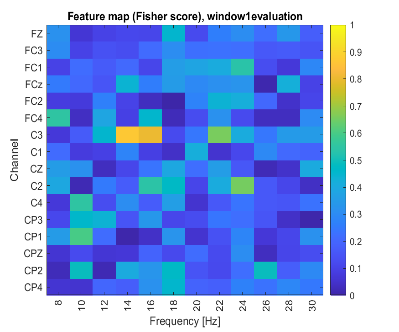 Feature map (Fisher score), window1evaluation
Channel
FZ
FC3
FC1
FCz
FC2
FC4
C3
C1
CZ
C2
C4
CP3
CP1
CPZ
CP2
CP4
8 10 12 14 16 18 20 22 24 26 28 30
Frequency [Hz]
1
0.9
0.8
0.7
0.6
0.5
0.4
0.3
0.2
0.1
0